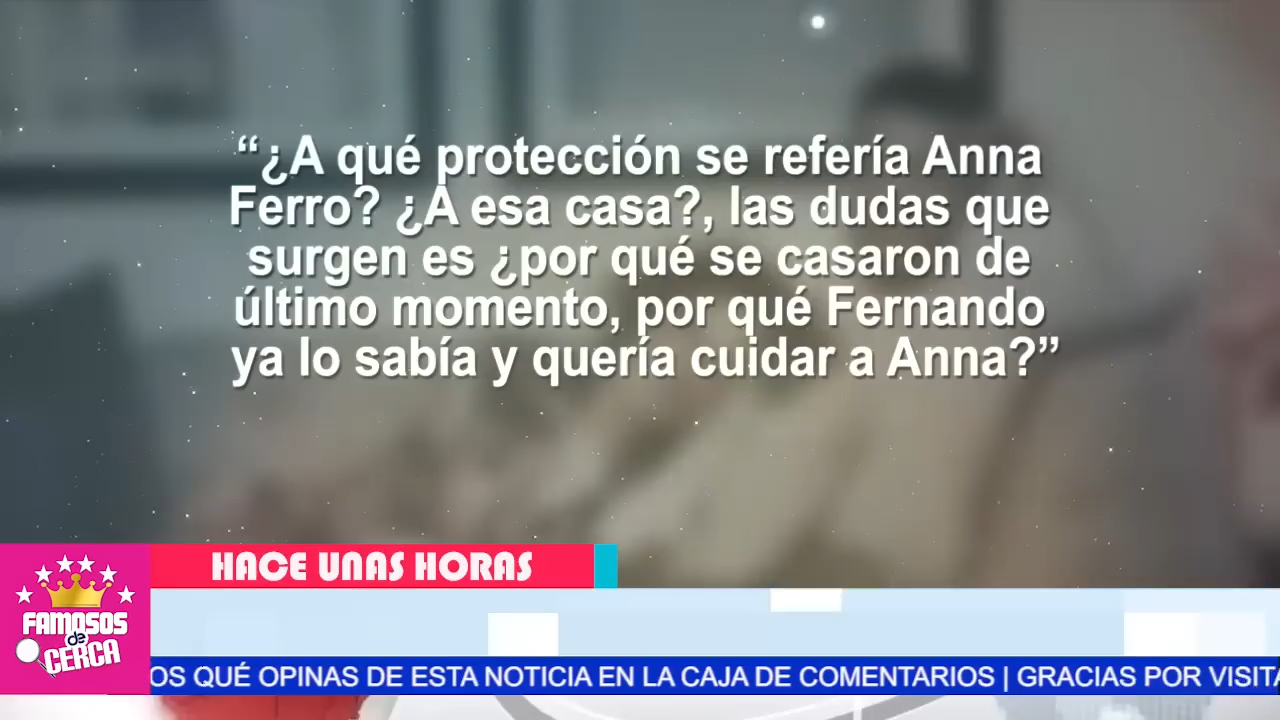 “¿A qué protección se refería Anna
Ferro? ¿A esa casa?, las dudas que
surgen es ¿por qué se casaron de
último momento, por qué Fernando
ya lo sabía y quería cuidar a Anna?”
HACE UNAS HORAS
FAMOSOS
de
CERCA
OS QUÉ OPINAS DE ESTA NOTICIA EN LA CAJA DE COMENTARIOS | GRACIAS POR VISITA